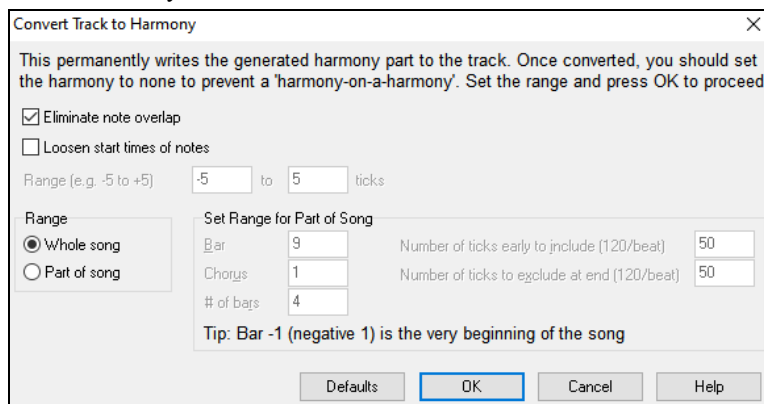 Convert Track to Harmony
This permanently writes the generated harmony part to the track. Once converted, you should set
the harmony to none to prevent a 'harmony-on-a-harmony'. Set the range and press OK to proceed
Eliminate note overlap
Loosen start times of notes
Range (e.g. -5 to +5) -5 to 5 ticks
Range
Whole song
Part of song
Set Range for Part of Song
Bar 9 Number of ticks early to include (120/beat) 50
Chorus 1 Number of ticks to exclude at end (120/beat) 50
# of bars 4
Tip: Bar -1 (negative 1) is the very beginning of the song
Defaults OK Cancel Help